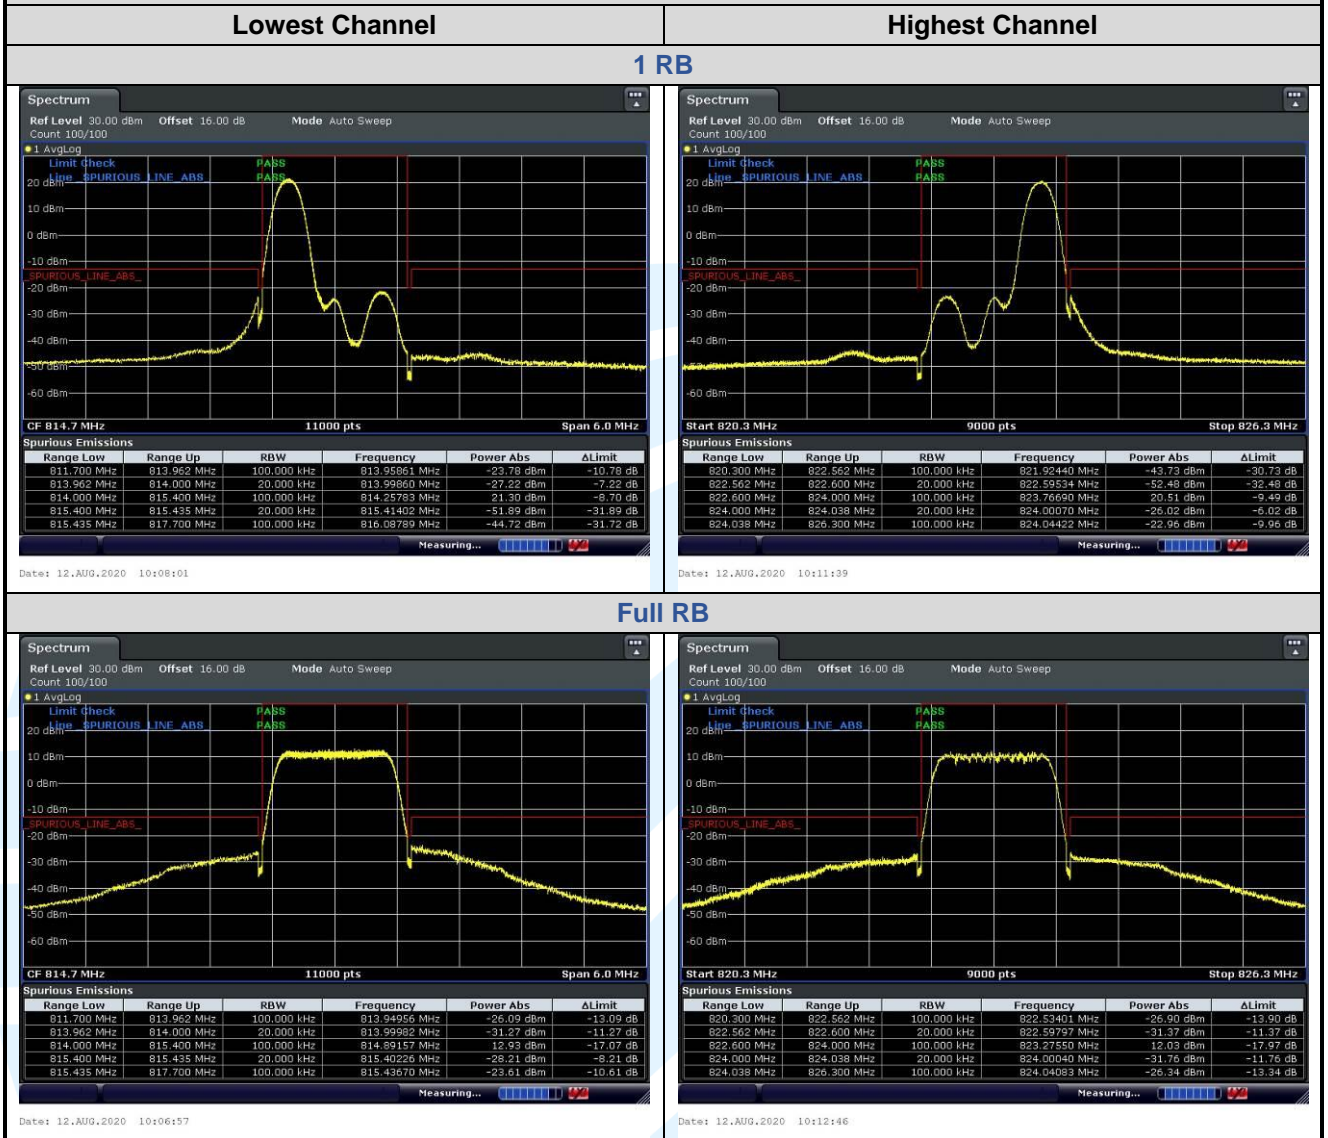 Lowest Channel Highest Channel
1 RB
Spectrum
Ref Level 30.00 dBm Offset 16.00 dB Mode Auto Sweep
Count 100/100
1 AvgLog
Limit Check PASS
Line _SPURIOUS_LINE_ABS_ PASS
20 dBm
10 dBm
0 dBm
-10 dBm
_SPURIOUS_LINE_ABS_
-20 dBm
-30 dBm
-40 dBm
-50 dBm
-60 dBm
CF 814.7 MHz 11000 pts Span 6.0 MHz
Spurious Emissions
Range Low Range Up RBW Frequency Power Abs ΔLimit
811.700 MHz 813.962 MHz 100.000 kHz 813.95861 MHz -23.78 dBm -10.78 dB
813.962 MHz 814.000 MHz 20.000 kHz 813.99860 MHz -27.22 dBm -7.22 dB
814.000 MHz 815.400 MHz 100.000 kHz 814.25783 MHz 21.30 dBm -8.70 dB
815.400 MHz 815.435 MHz 20.000 kHz 815.41402 MHz -51.89 dBm -31.89 dB
815.435 MHz 817.700 MHz 100.000 kHz 816.08789 MHz -44.72 dBm -31.72 dB
Measuring...
Date: 12.AUG.2020 10:08:01
Spectrum
Ref Level 30.00 dBm Offset 16.00 dB Mode Auto Sweep
Count 100/100
1 AvgLog
Limit Check PASS
Line _SPURIOUS_LINE_ABS_ PASS
20 dBm
10 dBm
0 dBm
-10 dBm
_SPURIOUS_LINE_ABS_
-20 dBm
-30 dBm
-40 dBm
-50 dBm
-60 dBm
Start 820.3 MHz 9000 pts Stop 826.3 MHz
Spurious Emissions
Range Low Range Up RBW Frequency Power Abs ΔLimit
820.300 MHz 822.562 MHz 100.000 kHz 821.92440 MHz -43.73 dBm -30.73 dB
822.562 MHz 822.600 MHz 20.000 kHz 822.59534 MHz -52.48 dBm -32.48 dB
822.600 MHz 824.000 MHz 100.000 kHz 823.76690 MHz 20.51 dBm -9.49 dB
824.000 MHz 824.038 MHz 20.000 kHz 824.00070 MHz -26.02 dBm -6.02 dB
824.038 MHz 826.300 MHz 100.000 kHz 824.04422 MHz -22.96 dBm -9.96 dB
Measuring...
Date: 12.AUG.2020 10:11:39
Full RB
Spectrum
Ref Level 30.00 dBm Offset 16.00 dB Mode Auto Sweep
Count 100/100
1 AvgLog
Limit Check PASS
Line _SPURIOUS_LINE_ABS_ PASS
20 dBm
10 dBm
0 dBm
-10 dBm
_SPURIOUS_LINE_ABS_
-20 dBm
-30 dBm
-40 dBm
-50 dBm
-60 dBm
CF 814.7 MHz 11000 pts Span 6.0 MHz
Spurious Emissions
Range Low Range Up RBW Frequency Power Abs ΔLimit
811.700 MHz 813.962 MHz 100.000 kHz 813.94956 MHz -26.09 dBm -13.09 dB
813.962 MHz 814.000 MHz 20.000 kHz 813.99982 MHz -31.27 dBm -11.27 dB
814.000 MHz 815.400 MHz 100.000 kHz 814.89157 MHz 12.93 dBm -17.07 dB
815.400 MHz 815.435 MHz 20.000 kHz 815.40226 MHz -28.21 dBm -8.21 dB
815.435 MHz 817.700 MHz 100.000 kHz 815.43670 MHz -23.61 dBm -10.61 dB
Measuring...
Date: 12.AUG.2020 10:06:57
Spectrum
Ref Level 30.00 dBm Offset 16.00 dB Mode Auto Sweep
Count 100/100
1 AvgLog
Limit Check PASS
Line _SPURIOUS_LINE_ABS_ PASS
20 dBm
10 dBm
0 dBm
-10 dBm
_SPURIOUS_LINE_ABS_
-20 dBm
-30 dBm
-40 dBm
-50 dBm
-60 dBm
Start 820.3 MHz 9000 pts Stop 826.3 MHz
Spurious Emissions
Range Low Range Up RBW Frequency Power Abs ΔLimit
820.300 MHz 822.562 MHz 100.000 kHz 822.53401 MHz -26.90 dBm -13.90 dB
822.562 MHz 822.600 MHz 20.000 kHz 822.59797 MHz -31.37 dBm -11.37 dB
822.600 MHz 824.000 MHz 100.000 kHz 823.27550 MHz 12.03 dBm -17.97 dB
824.000 MHz 824.038 MHz 20.000 kHz 824.00040 MHz -31.76 dBm -11.76 dB
824.038 MHz 826.300 MHz 100.000 kHz 824.04083 MHz -26.34 dBm -13.34 dB
Measuring...
Date: 12.AUG.2020 10:12:46